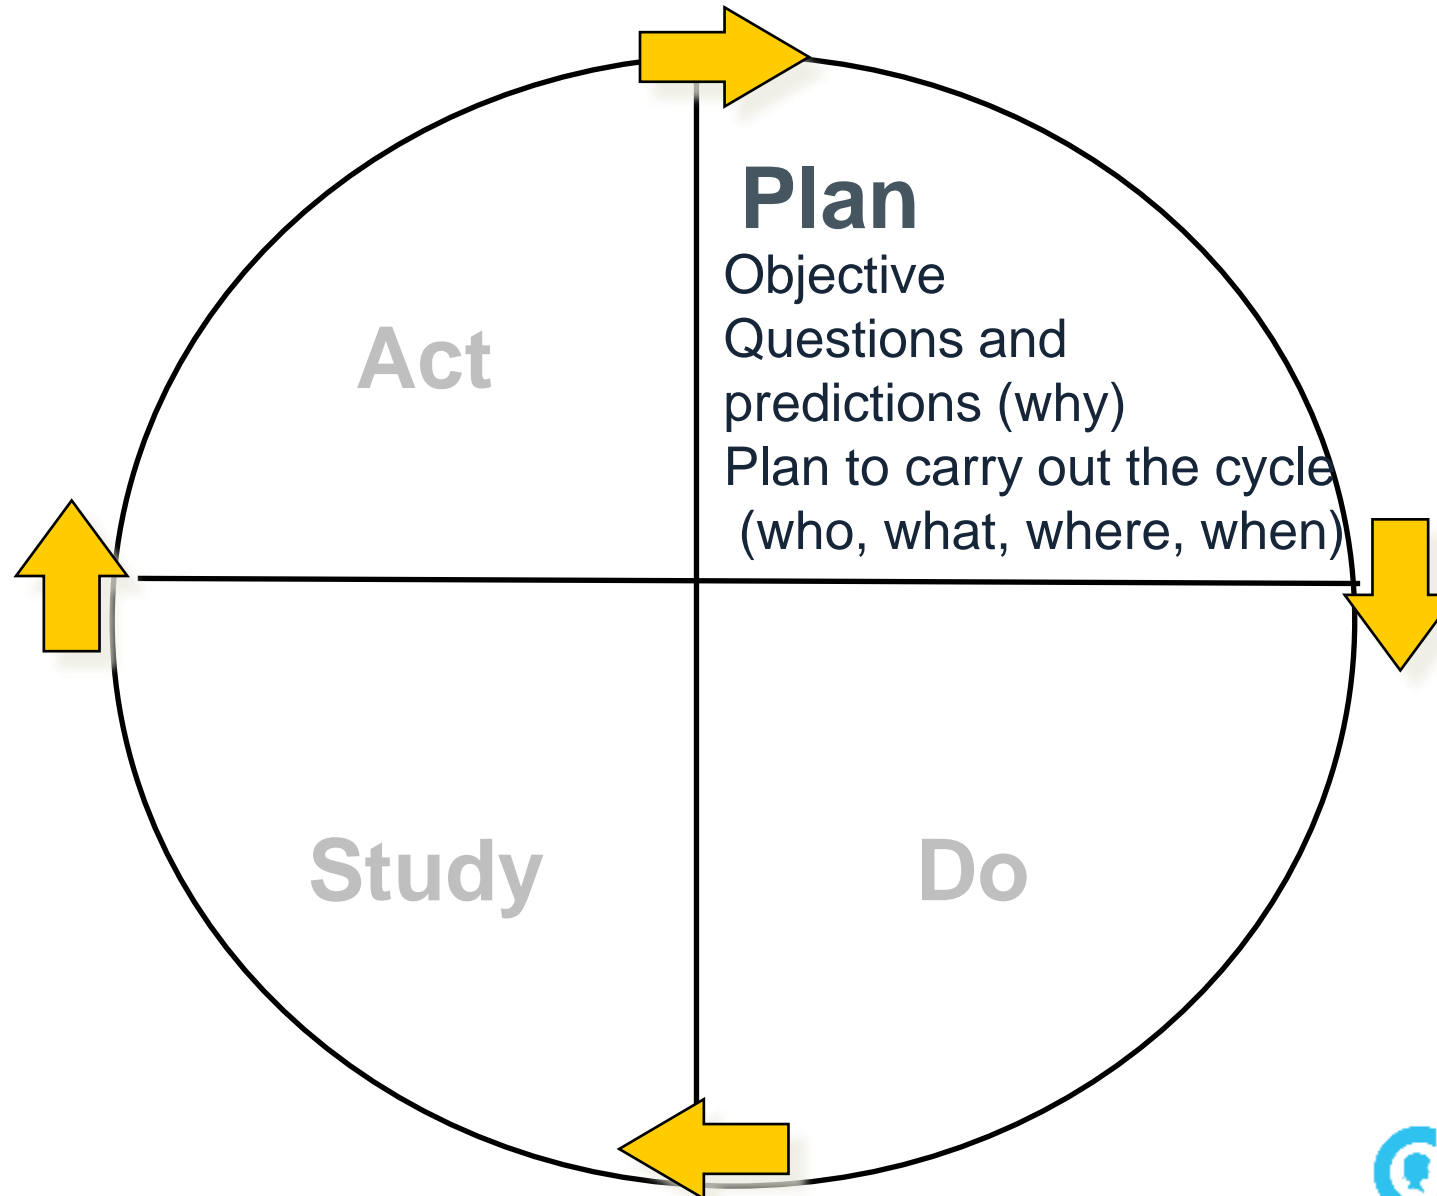 Plan
Objective
Questions and
predictions (why)
Plan to carry out the cycle
(who, what, where, when)
Act
Study
Do